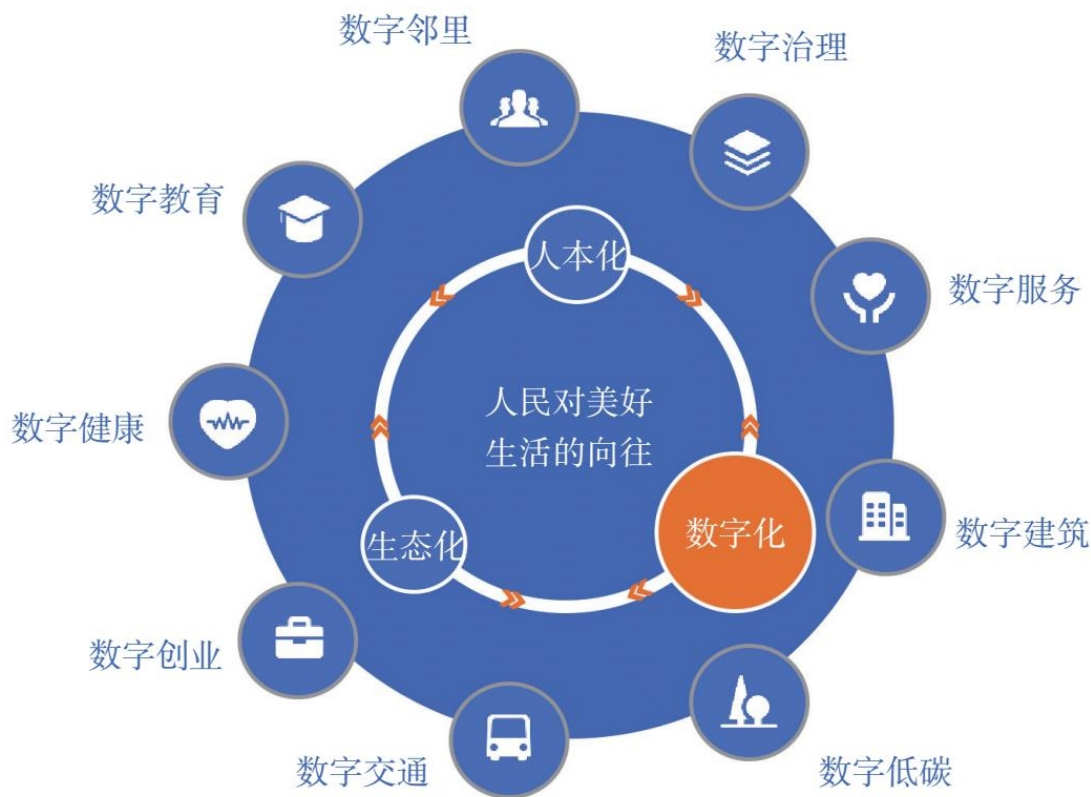 数字邻里
数字治理
数字教育
人本化
数字服务
人民对美好
生活的向往
数字健康
生态化
数字化
数字建筑
数字创业
数字交通
数字低碳